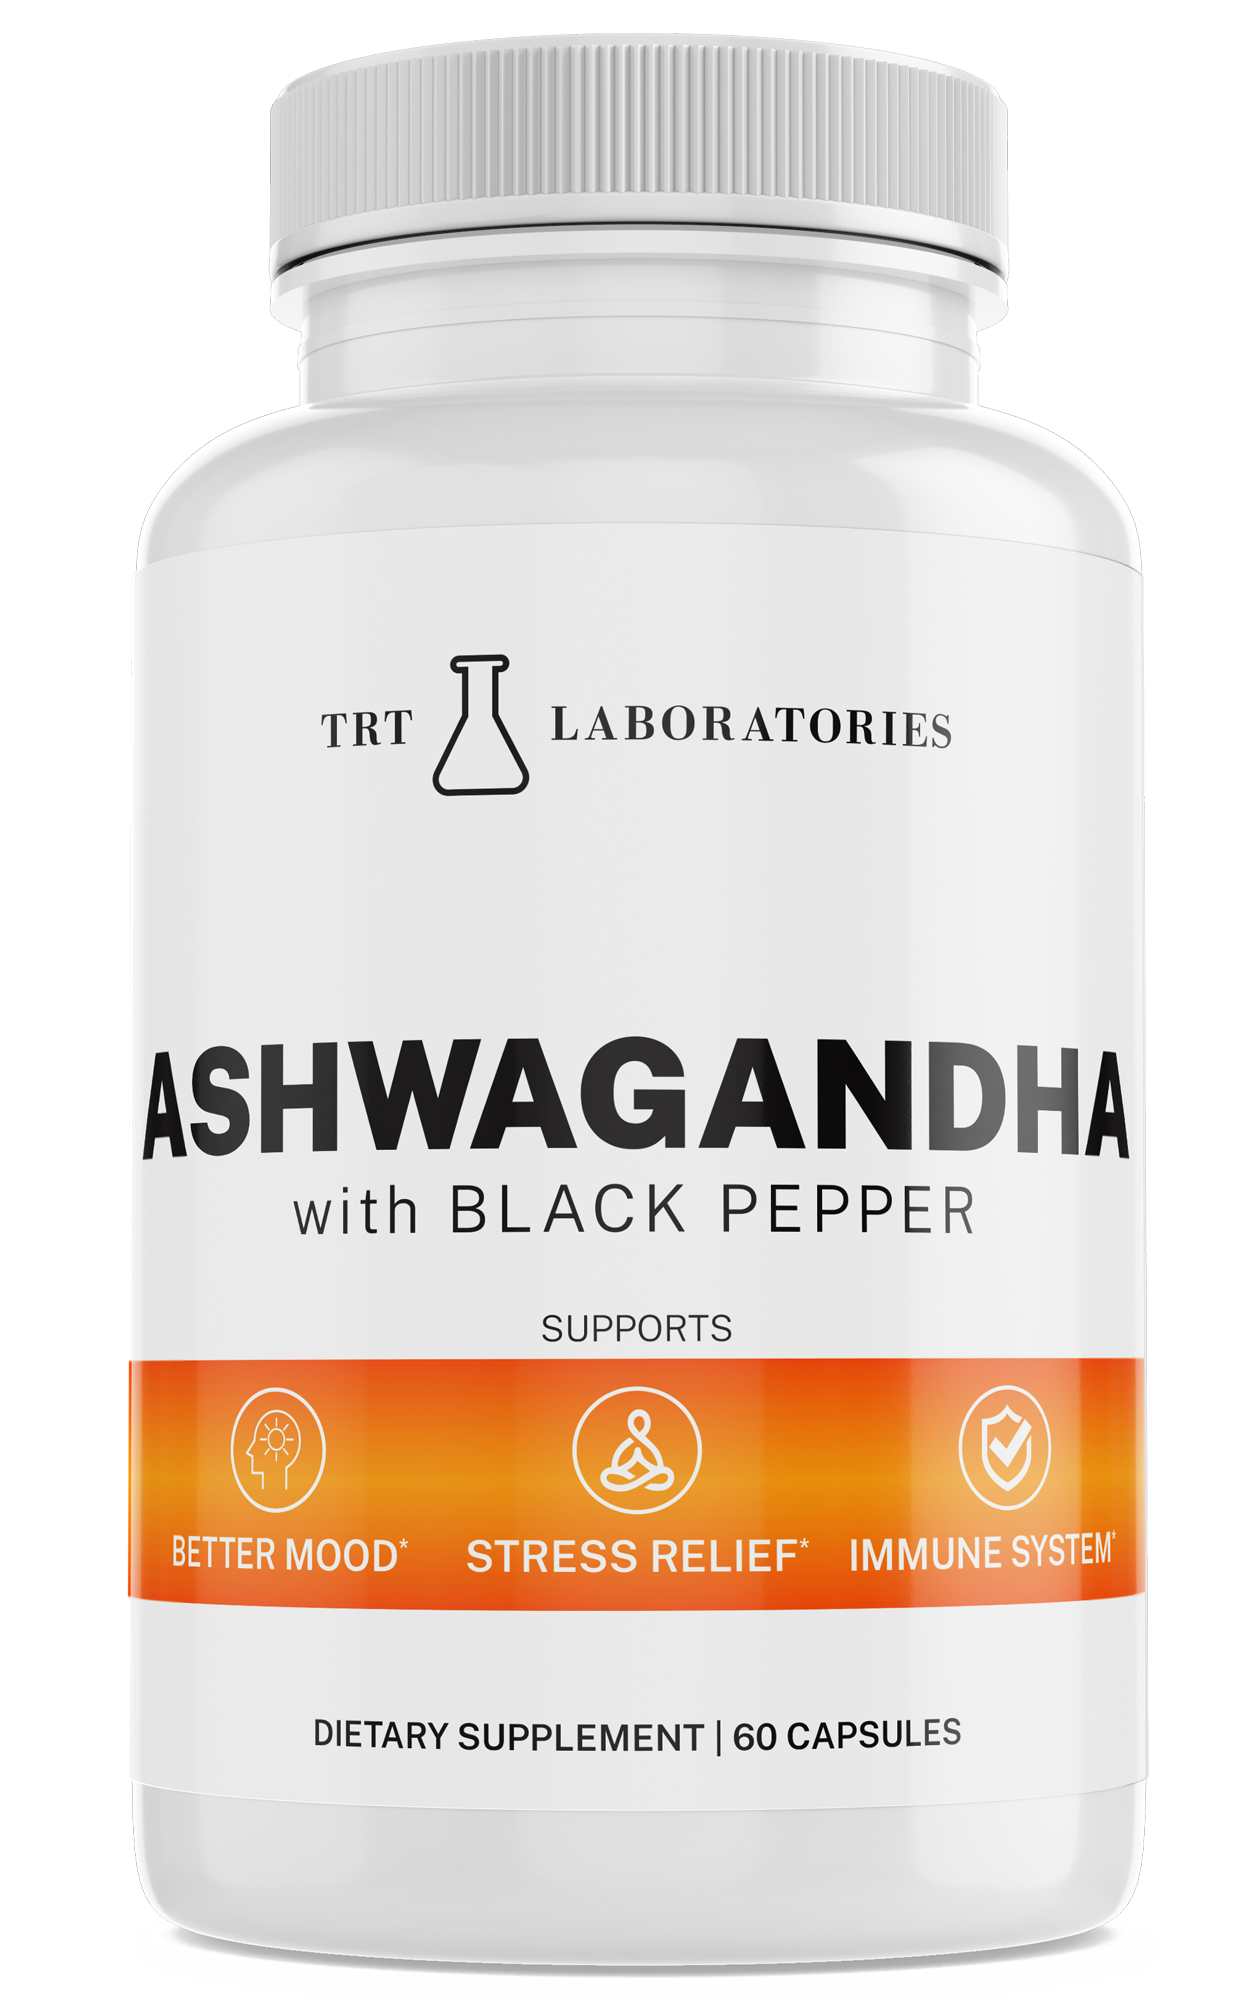 TRT LABORATORIES
ASHWAGANDHA
with BLACK PEPPER
SUPPORTS
BETTER MOOD* STRESS RELIEF* IMMUNE SYSTEM*
DIETARY SUPPLEMENT | 60 CAPSULES